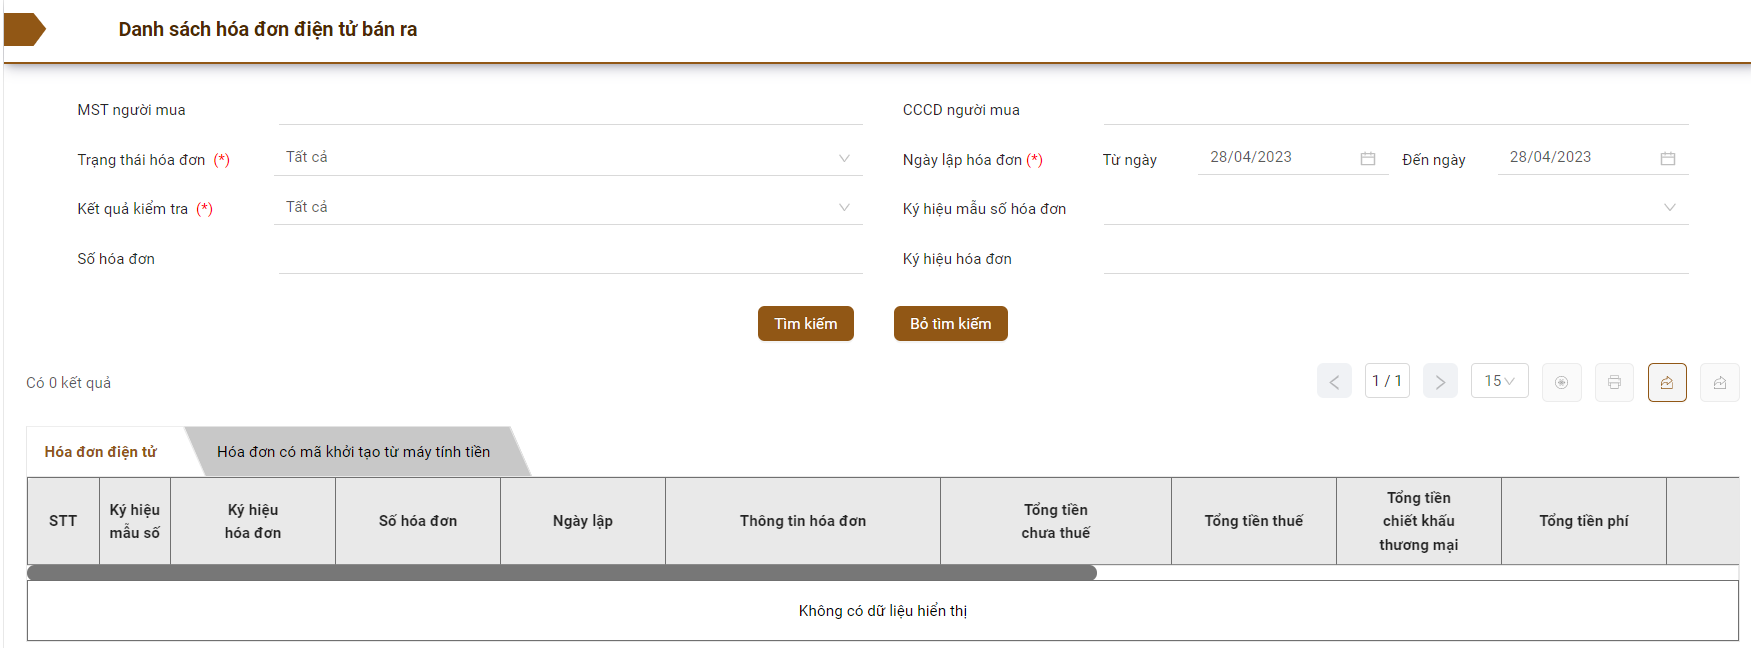 Danh sách hóa đơn điện tử bán ra
MST người mua
CCCD người mua
Trạng thái hóa đơn (*)
Tất cả
Ngày lập hóa đơn (*)
Từ ngày
28/04/2023
Đến ngày
28/04/2023
Kết quả kiểm tra (*)
Tất cả
Ký hiệu mẫu số hóa đơn
Số hóa đơn
Ký hiệu hóa đơn
Tìm kiếm
Bỏ tìm kiếm
Có 0 kết quả
1 / 1
15
Hóa đơn điện tử
Hóa đơn có mã khởi tạo từ máy tính tiền
STT
Ký hiệu
mẫu số
Ký hiệu
hóa đơn
Số hóa đơn
Ngày lập
Thông tin hóa đơn
Tổng tiền
chưa thuế
Tổng tiền thuế
Tổng tiền
chiết khấu
thương mại
Tổng tiền phí
Không có dữ liệu hiển thị